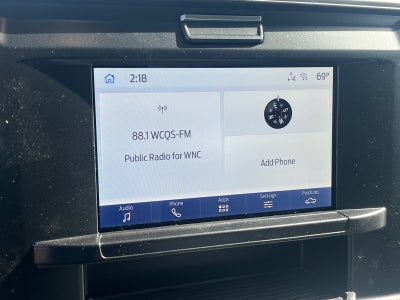 2:18
69°
88.1 WCQS-FM
Public Radio for WNC
Add Phone
Audio
Phone
Apps
Settings
Features